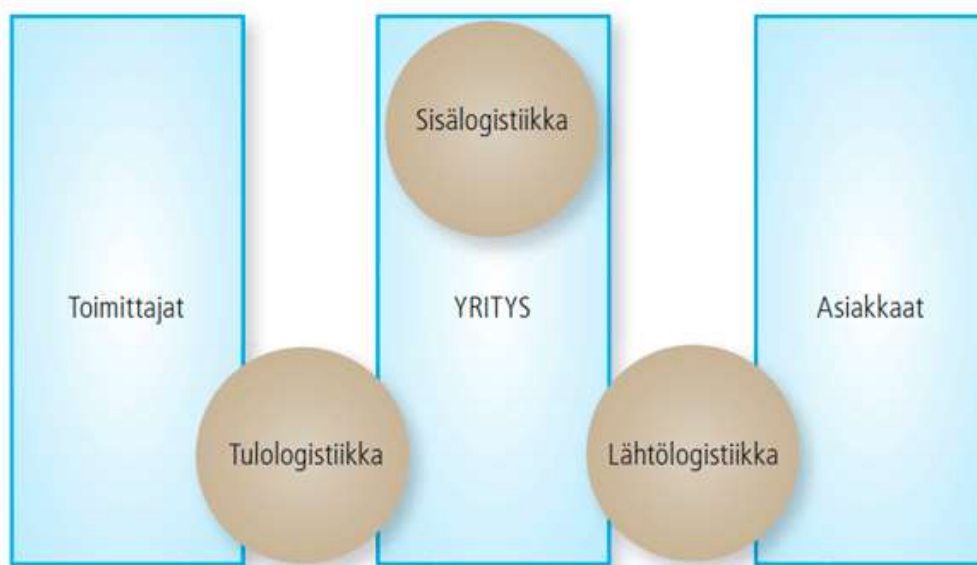 Sisälogistiikka
Toimittajat
YRITYS
Asiakkaat
Tulologistiikka
Lähtölogistiikka